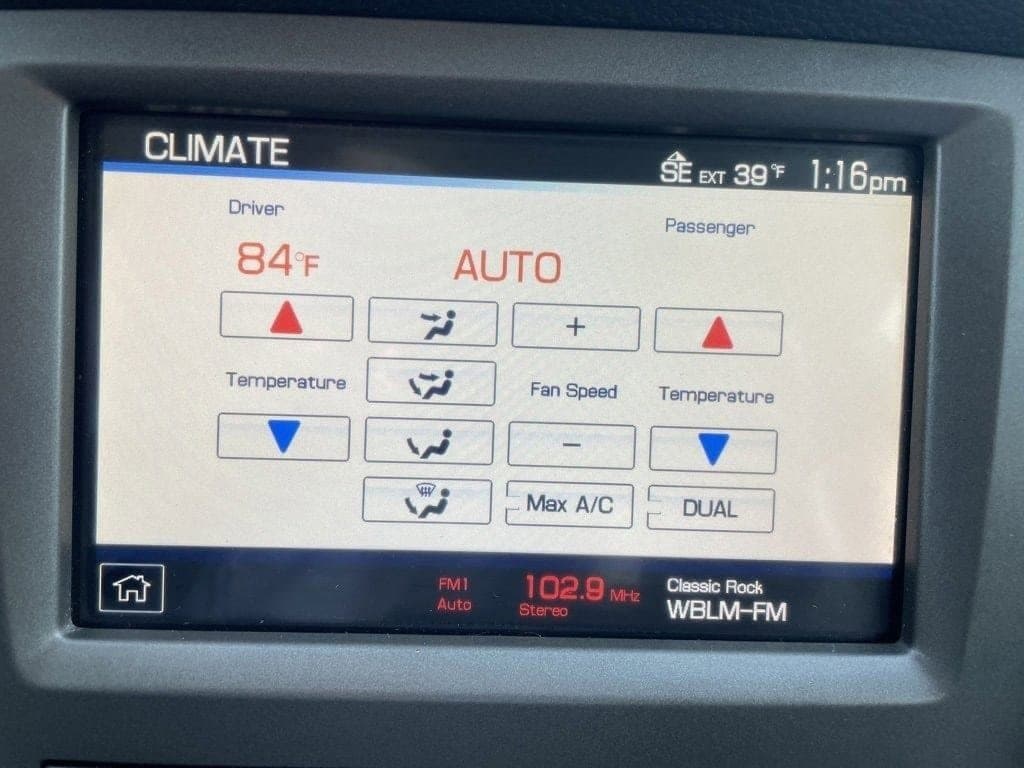 CLIMATE
SE EXT 39°F 1:16pm
Driver
Passenger
84°F
AUTO
+
Temperature
Fan Speed
Temperature
−
Max A/C
DUAL
FM1
Auto
102.9 MHz
Stereo
Classic Rock
WBLM-FM